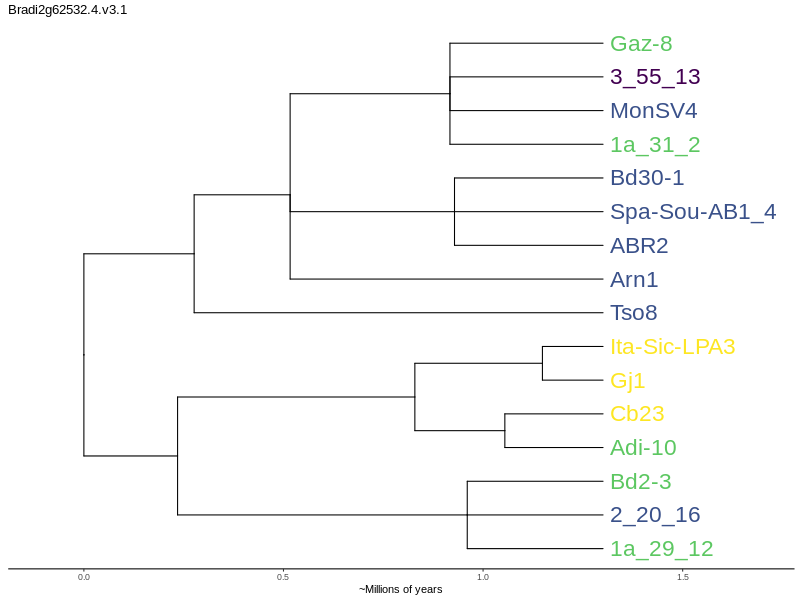 Bradi2g62532.4.v3.1
Gaz-8
3_55_13
MonSV4
1a_31_2
Bd30-1
Spa-Sou-AB1_4
ABR2
Arn1
Tso8
Ita-Sic-LPA3
Gj1
Cb23
Adi-10
Bd2-3
2_20_16
1a_29_12
0.0 0.5 1.0 1.5
~Millions of years